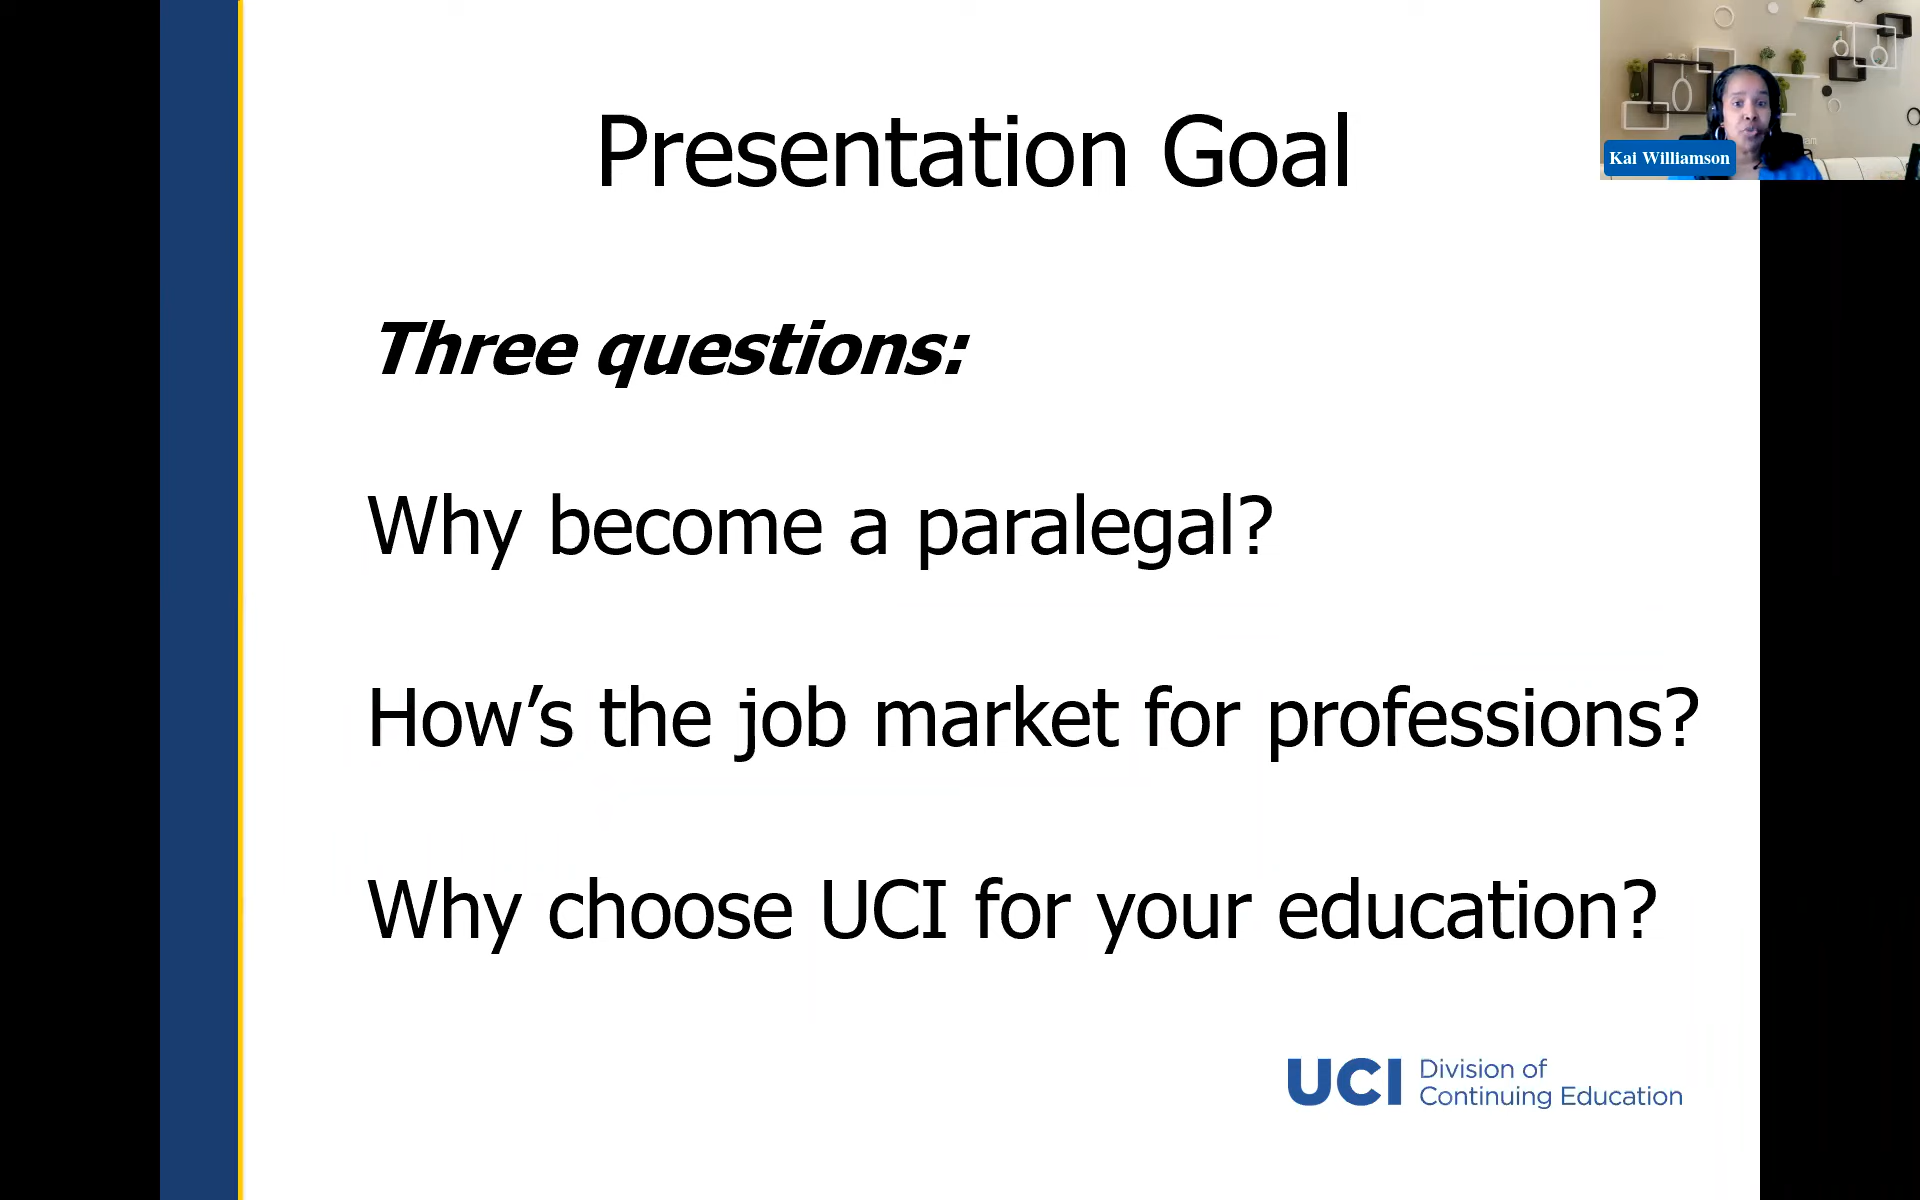 Presentation Goal
Kai Williamson
Three questions:
Why become a paralegal?
How’s the job market for professions?
Why choose UCI for your education?
UCI Division of
Continuing Education